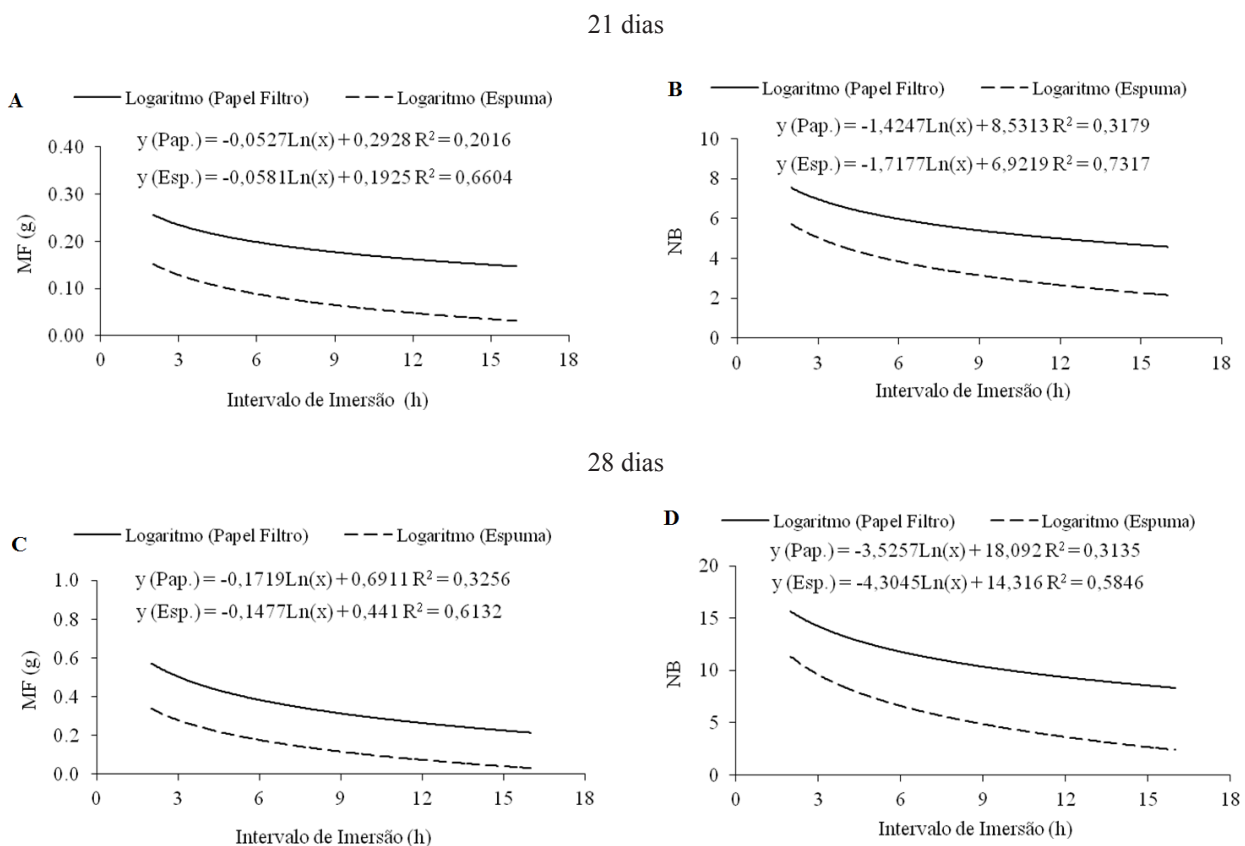 21 dias
A
Logaritmo (Papel Filtro) Logaritmo (Espuma)
y (Pap.) = -0,0527Ln(x) + 0,2928 R² = 0,2016
y (Esp.) = -0,0581Ln(x) + 0,1925 R² = 0,6604
MF (g)
0.40
0.30
0.20
0.10
0.00
0 3 6 9 12 15 18
Intervalo de Imersão (h)
B
Logaritmo (Papel Filtro) Logaritmo (Espuma)
y (Pap.) = -1,4247Ln(x) + 8,5313 R² = 0,3179
y (Esp.) = -1,7177Ln(x) + 6,9219 R² = 0,7317
NB
10
8
6
4
2
0
0 3 6 9 12 15 18
Intervalo de Imersão (h)
28 dias
C
Logaritmo (Papel Filtro) Logaritmo (Espuma)
y (Pap.) = -0,1719Ln(x) + 0,6911 R² = 0,3256
y (Esp.) = -0,1477Ln(x) + 0,441 R² = 0,6132
MF (g)
1.0
0.8
0.6
0.4
0.2
0.0
0 3 6 9 12 15 18
Intervalo de Imersão (h)
D
Logaritmo (Papel Filtro) Logaritmo (Espuma)
y (Pap.) = -3,5257Ln(x) + 18,092 R² = 0,3135
y (Esp.) = -4,3045Ln(x) + 14,316 R² = 0,5846
NB
20
15
10
5
0
0 3 6 9 12 15 18
Intervalo de Imersão (h)